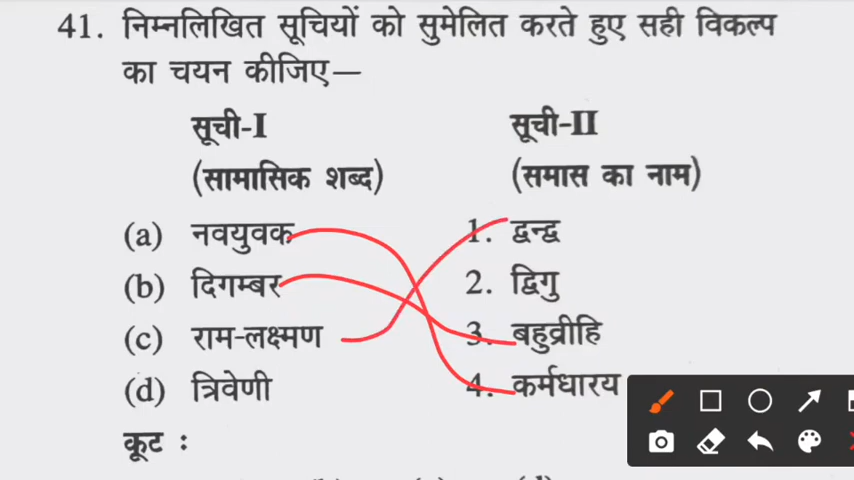 41. निम्नलिखित सूचियों को सुमेलित करते हुए सही विकल्प
का चयन कीजिए—
सूची-I सूची-II
(सामासिक शब्द) (समास का नाम)
(a) नवयुवक 1. द्वन्द्व
(b) दिगम्बर 2. द्विगु
(c) राम-लक्ष्मण 3. बहुव्रीहि
(d) त्रिवेणी 4. कर्मधारय
कूट :